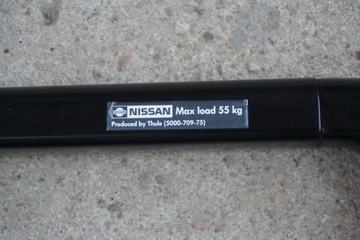 NISSAN Max load 55 kg
Produced by Thule (5000-709-75)